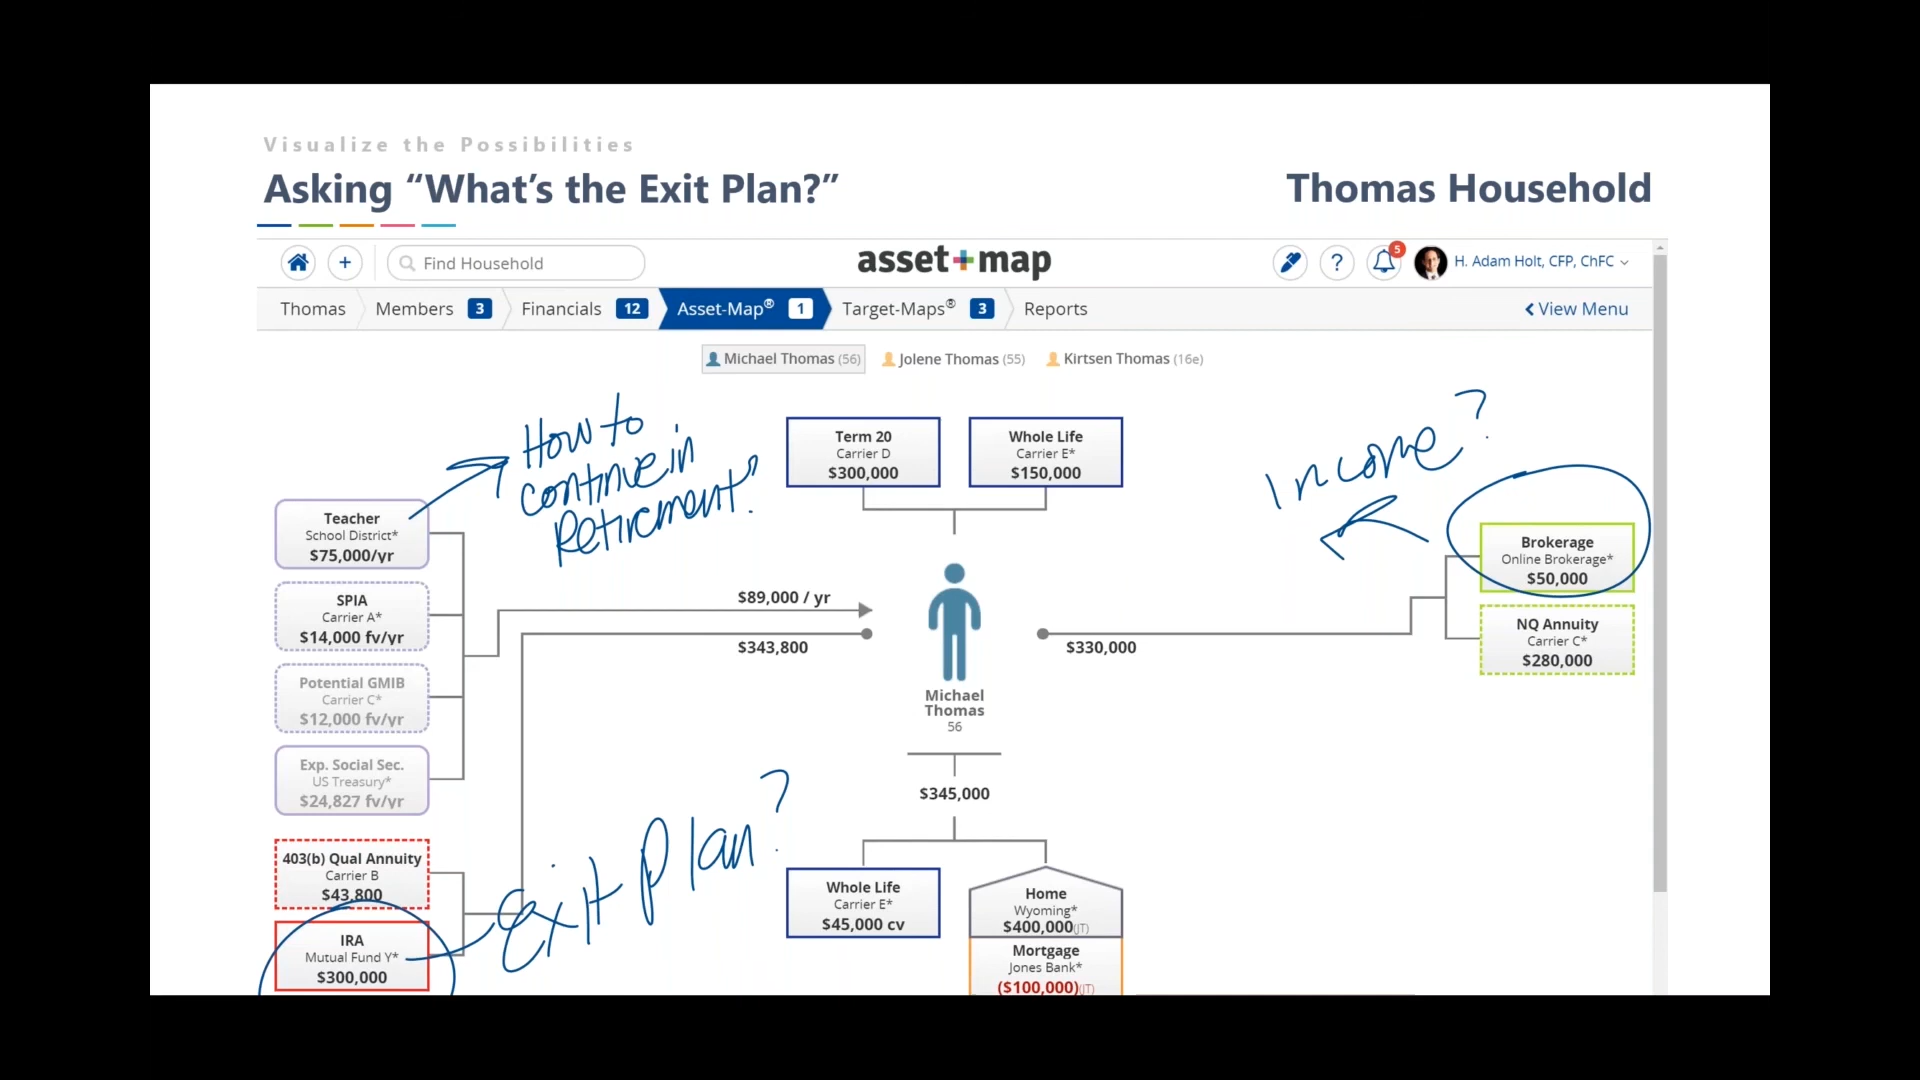 Visualize the Possibilities
Asking “What’s the Exit Plan?”
Thomas Household
Find Household
asset+map
?
5
H. Adam Holt, CFP, ChFC
Thomas
Members 3
Financials 12
Asset-Map® 1
Target-Maps® 3
Reports
View Menu
Michael Thomas (56)
Jolene Thomas (55)
Kirtsen Thomas (16e)
How to
continue in
Retirement?
Income?
Term 20
Carrier D
$300,000
Whole Life
Carrier E*
$150,000
Teacher
School District*
$75,000/yr
SPIA
Carrier A*
$14,000 fv/yr
Potential GMIB
Carrier C*
$12,000 fv/yr
Exp. Social Sec.
US Treasury*
$24,827 fv/yr
403(b) Qual Annuity
Carrier B
$43,800
IRA
Mutual Fund Y*
$300,000
$89,000 / yr
$343,800
Michael
Thomas
56
$330,000
Brokerage
Online Brokerage*
$50,000
NQ Annuity
Carrier C*
$280,000
$345,000
Exit Plan?
Whole Life
Carrier E*
$45,000 cv
Home
Wyoming*
$400,000(JT)
Mortgage
Jones Bank*
($100,000)(JT)